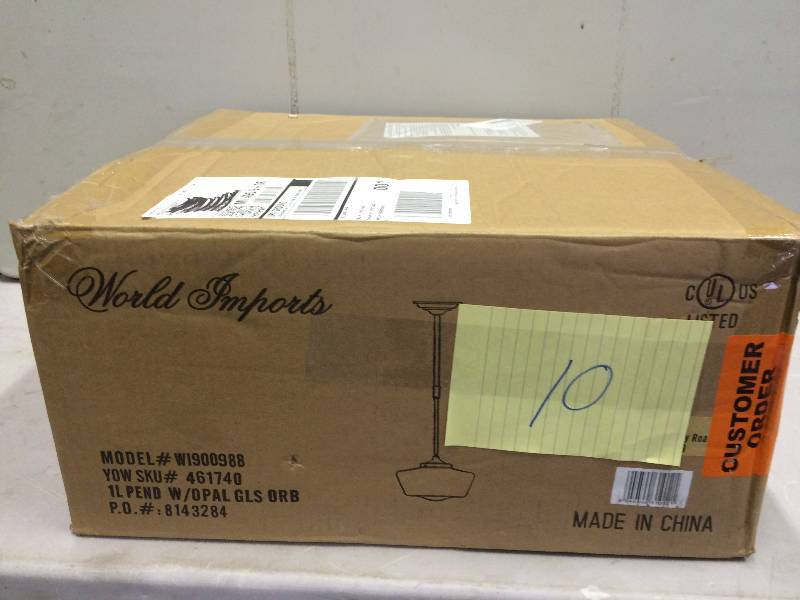 World Imports
C UL US
LISTED
10
CUSTOMER
ORDER
MODEL# WI900988
YOW SKU# 461740
1L PEND W/OPAL GLS ORB
P.O.#: 8143284
MADE IN CHINA